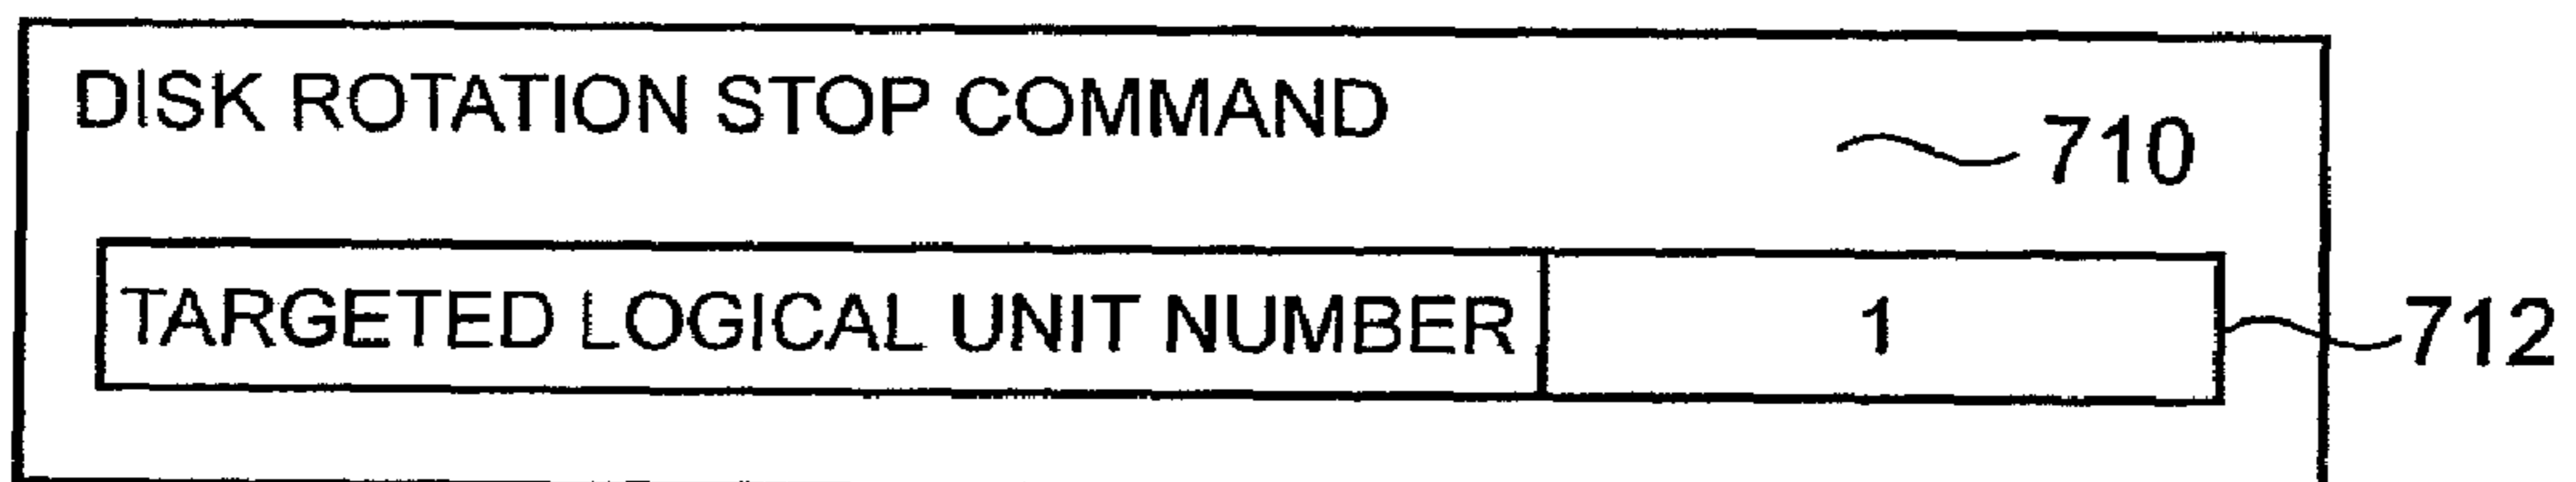 DISK ROTATION STOP COMMAND
710
TARGETED LOGICAL UNIT NUMBER 1
712